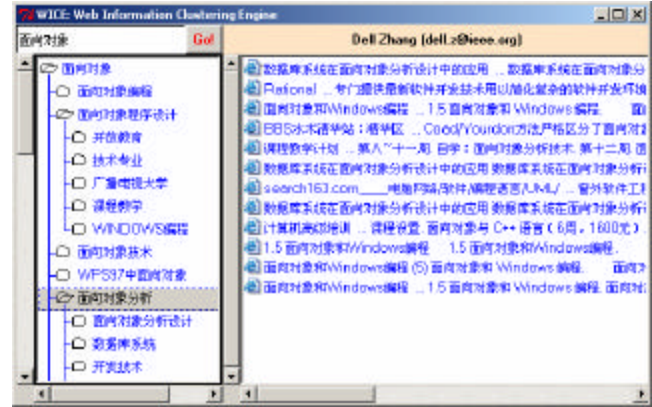 WICE: Web Information Clustering Engine
面向对象 Go! Dell Zhang (dell.z@ieee.org)
面向对象
面向对象编程
面向对象程序设计
开放教育
技术专业
广播电视大学
课程教学
WINDOWS编程
面向对象技术
WPS97中面向对象
面向对象分析
面向对象分析设计
数据库系统
开发技术
数据库系统在面向对象分析设计中的应用 ... 数据库系统在面向对象分
Rational ... 专门提供最新软件开发技术用以简化复杂的软件开发环境
面向对象和Windows编程 ... 1.5 面向对象和 Windows 编程. 面
BBS水木清华站：精华区 ... Coad/Yourdon方法严格区分了面向对
课程教学计划 ... 第八~十一周 自学：面向对象分析技术. 第十二周
数据库系统在面向对象分析设计中的应用 数据库系统在面向对象分析
search163.com____电脑网络/软件/编程语言/UML/ ... 软件工
数据库系统在面向对象分析设计中的应用 数据库系统在面向对象分析
计算机高级培训 ... 课程设置. 面向对象与 C++ 语言（6周，1600元）.
1.5 面向对象和Windows编程 1.5 面向对象和Windows编程.
面向对象和Windows编程 (5) 面向对象和 Windows 编程. 面向
面向对象和Windows编程 ... 1.5 面向对象和 Windows 编程. 面向对